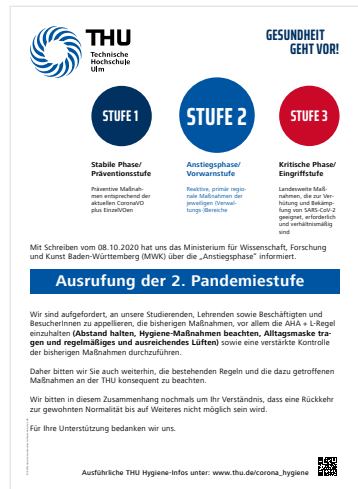 THU
Technische
Hochschule
Ulm
GESUNDHEIT
GEHT VOR!
STUFE 1
STUFE 2
STUFE 3
Stabile Phase/
Präventionsstufe
Präventive Maßnah-
men entsprechend der
aktuellen CoronaVO
plus EinzelVOen
Anstiegsphase/
Vorwarnstufe
Reaktive, primär regio-
nale Maßnahmen der
jeweiligen (Verwal-
tungs-)Bereiche
Kritische Phase/
Eingriffstufe
Landesweite Maß-
nahmen, die zur Ver-
hütung und Bekämp-
fung von SARS-CoV-2
geeignet, erforderlich
und verhältnismäßig
sind
Mit Schreiben vom 08.10.2020 hat uns das Ministerium für Wissenschaft, Forschung
und Kunst Baden-Württemberg (MWK) über die „Anstiegsphase" informiert.
Ausrufung der 2. Pandemiestufe
Wir sind aufgefordert, an unsere Studierenden, Lehrenden sowie Beschäftigten und
BesucherInnen zu appellieren, die bisherigen Maßnahmen, vor allem die AHA + L-Regel
einzuhalten (Abstand halten, Hygiene-Maßnahmen beachten, Alltagsmaske tra-
gen und regelmäßiges und ausreichendes Lüften) sowie eine verstärkte Kontrolle
der bisherigen Maßnahmen durchzuführen.
Daher bitten wir Sie auch weiterhin, die bestehenden Regeln und die dazu getroffenen
Maßnahmen an der THU konsequent zu beachten.
Wir bitten in diesem Zusammenhang nochmals um Ihr Verständnis, dass eine Rückkehr
zur gewohnten Normalität bis auf Weiteres nicht möglich sein wird.
Für Ihre Unterstützung bedanken wir uns.
Ausführliche THU Hygiene-Infos unter: www.thu.de/corona_hygiene